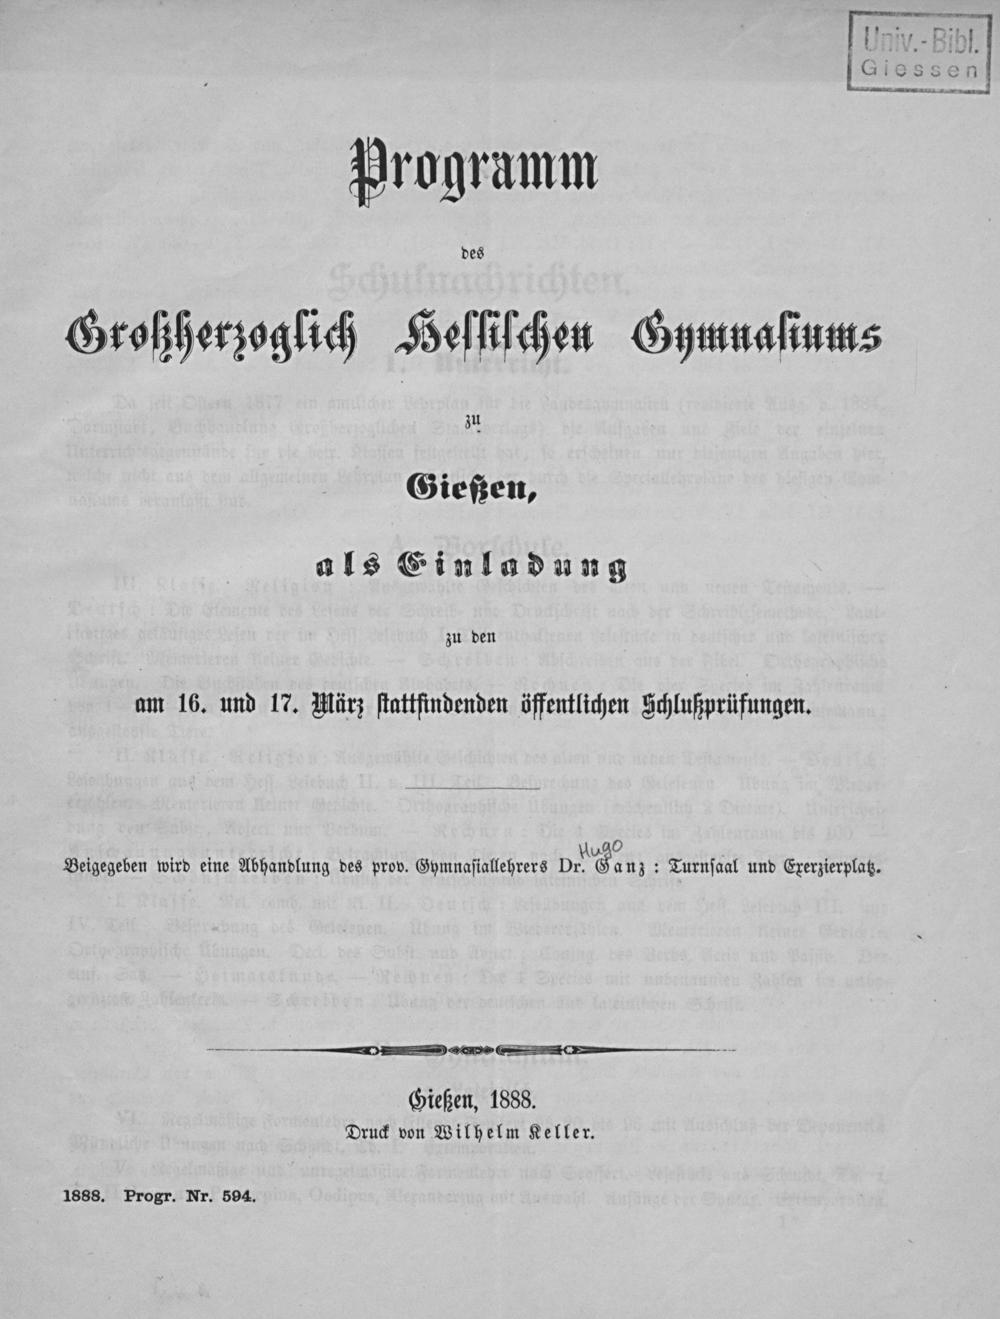 Univ.-Bibl.
Giessen
Programm
des
Großherzoglich Hessischen Gymnasiums
zu
Gießen,
als Einladung
zu den
am 16. und 17. März stattfindenden öffentlichen Schlußprüfungen.
Hugo
Beigegeben wird eine Abhandlung des prov. Gymnasiallehrers Dr. Ganz: Turnsaal und Exerzierplatz.
Gießen, 1888.
Druck von Wilhelm Keller.
1888. Progr. Nr. 594.